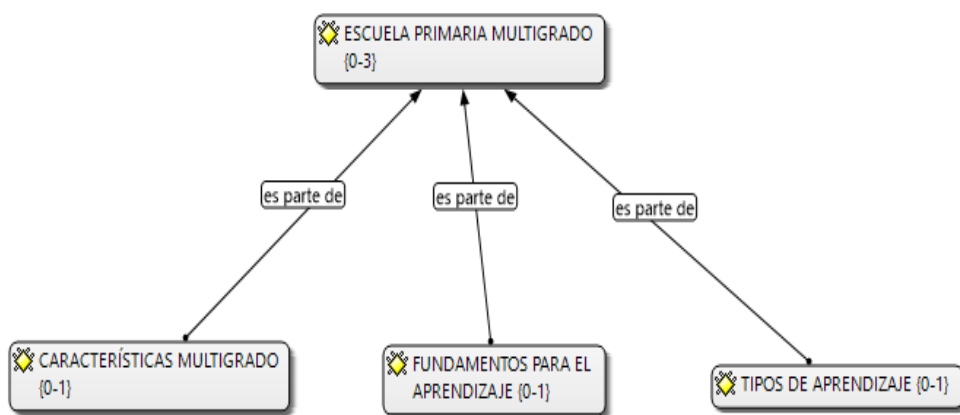 ESCUELA PRIMARIA MULTIGRADO
{0-3}
es parte de
es parte de
es parte de
CARACTERÍSTICAS MULTIGRADO
{0-1}
FUNDAMENTOS PARA EL
APRENDIZAJE {0-1}
TIPOS DE APRENDIZAJE {0-1}